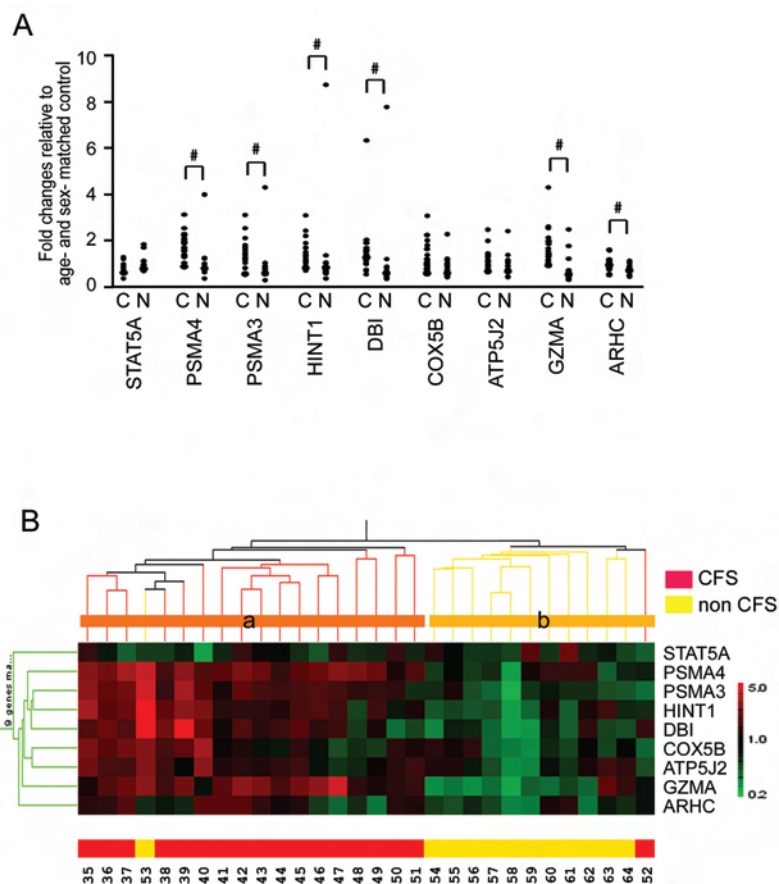 A
Fold changes relative to
age- and sex- matched control
10
8
6
4
2
0
# # # # # #
C N C N C N C N C N C N C N C N C N
STAT5A PSMA4 PSMA3 HINT1 DBI COX5B ATP5J2 GZMA ARHC
B
CFS
non CFS
a b
9 genes ma...
STAT5A
PSMA4
PSMA3
HINT1
DBI
COX5B
ATP5J2
GZMA
ARHC
5.0
1.0
0.2
35 36 37 53 38 39 40 41 42 43 44 45 46 47 48 49 50 51 54 55 56 57 58 59 60 61 62 63 64 52